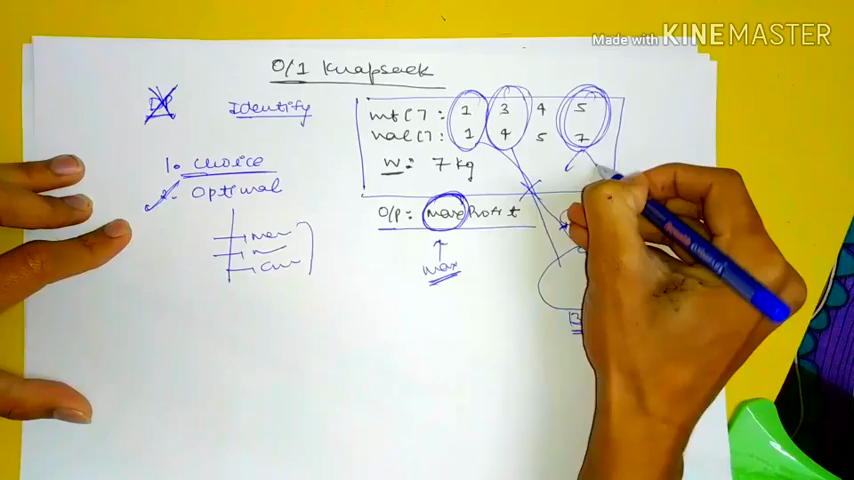 Made with KINEMASTER
0/1 Knapsack
DP Identify
wt[]: 1 3 4 5
val[]: 1 4 5 7
W: 7 kg
1. choice
2. optimal
O/P: max Profit
max